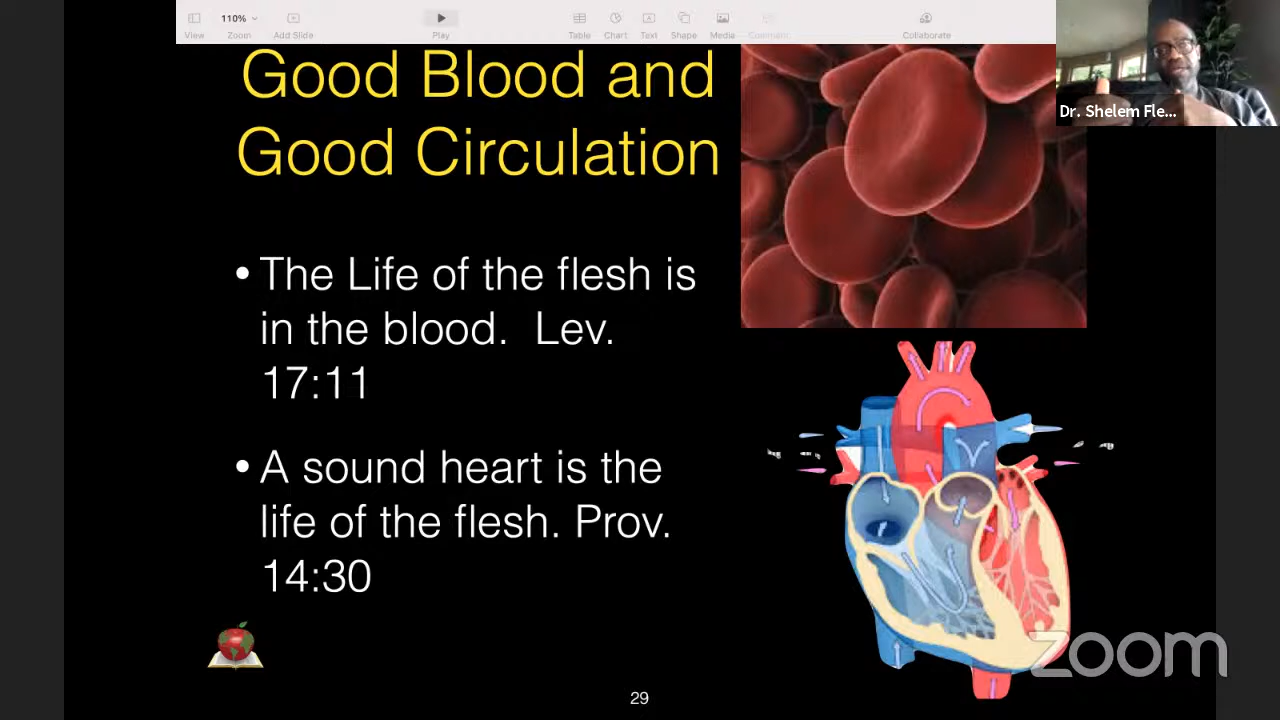 110%
View
Zoom
Add Slide
Play
Table
Chart
Text
Shape
Media
Comment
Collaborate
Dr. Shelem Fle...
Good Blood and
Good Circulation
• The Life of the flesh is
in the blood.  Lev.
17:11
• A sound heart is the
life of the flesh. Prov.
14:30
zoom
29